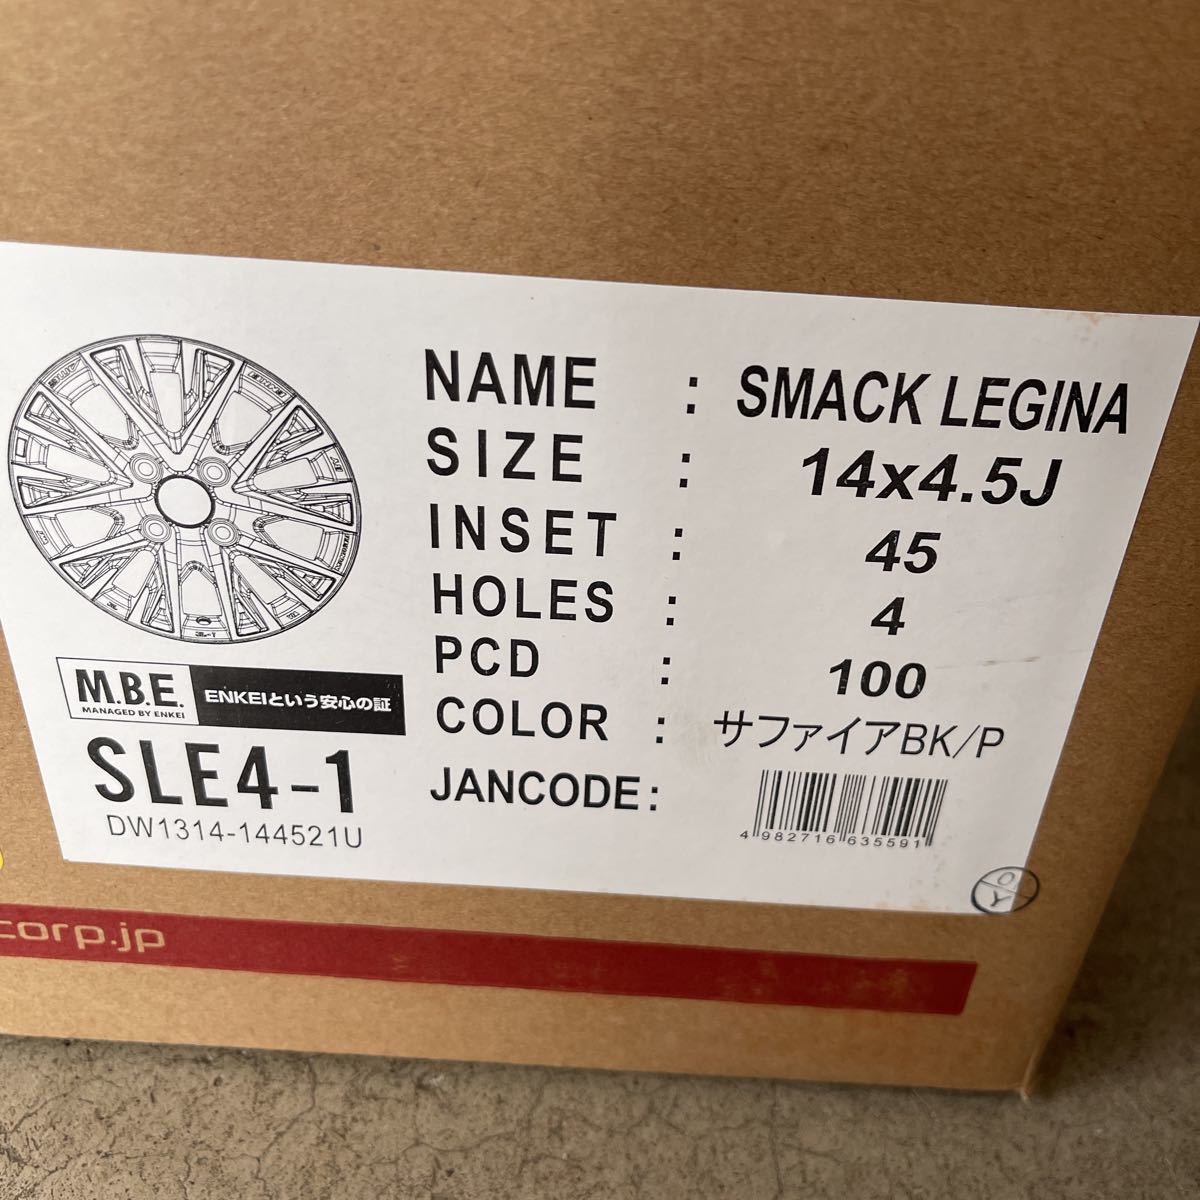 NAME : SMACK LEGINA
SIZE : 14x4.5J
INSET : 45
HOLES : 4
PCD : 100
COLOR : サファイアBK/P
JANCODE:
4 982716 635591
M.B.E.
MANAGED BY ENKEI
ENKEIという安心の証
SLE4-1
DW1314-144521U
O
Y
corp.jp